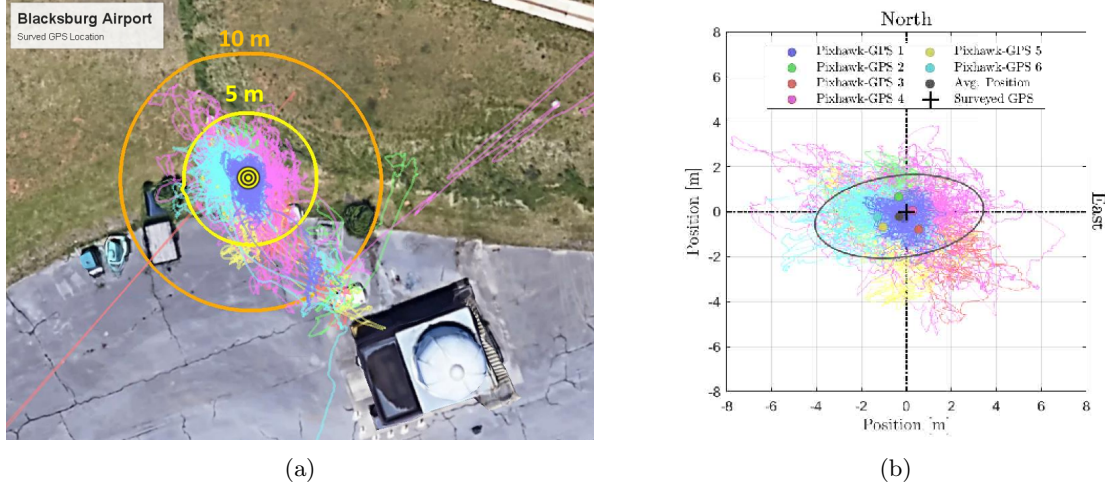 Blacksburg Airport
Surved GPS Location
10 m
5 m
(a)
North
Pixhawk-GPS 1
Pixhawk-GPS 2
Pixhawk-GPS 3
Pixhawk-GPS 4
Pixhawk-GPS 5
Pixhawk-GPS 6
Avg. Position
Surveyed GPS
8
6
4
2
0
-2
-4
-6
-8
Position [m]
East
-8 -6 -4 -2 0 2 4 6 8
Position [m]
(b)